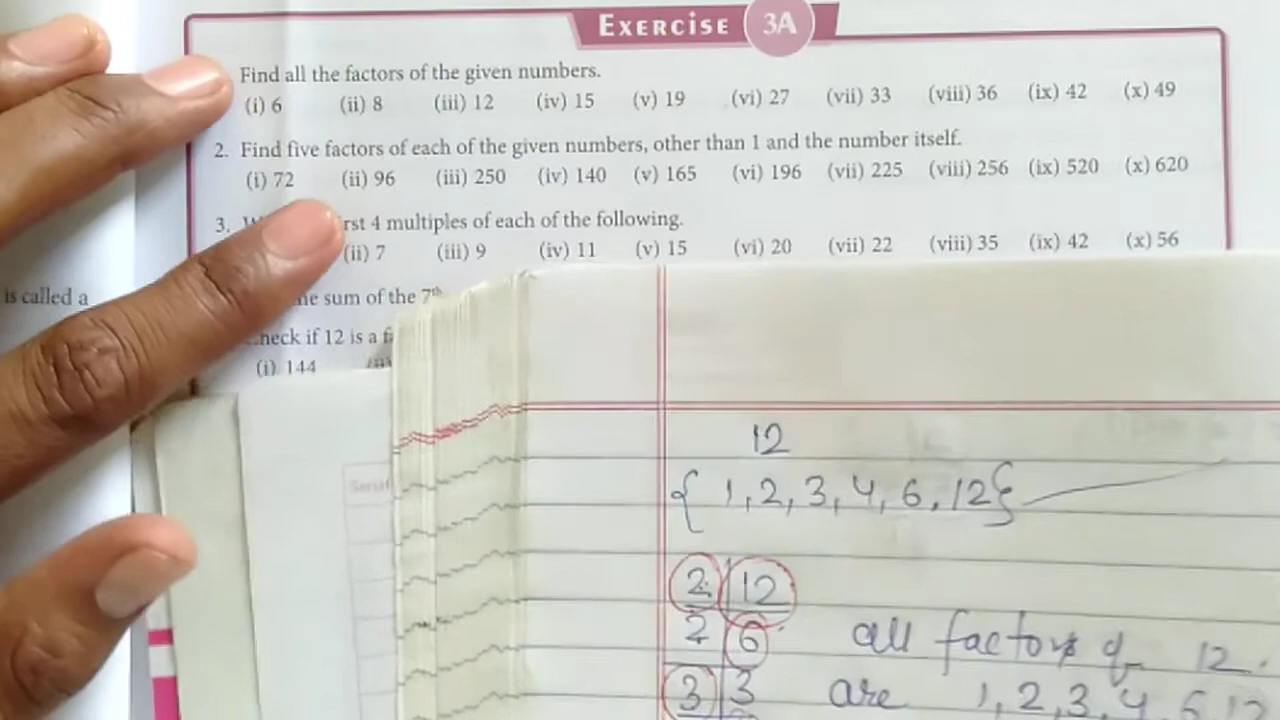 EXERCISE 3A
Find all the factors of the given numbers.
(i) 6 (ii) 8 (iii) 12 (iv) 15 (v) 19 (vi) 27 (vii) 33 (viii) 36 (ix) 42 (x) 49
2. Find five factors of each of the given numbers, other than 1 and the number itself.
(i) 72 (ii) 96 (iii) 250 (iv) 140 (v) 165 (vi) 196 (vii) 225 (viii) 256 (ix) 520 (x) 620
3. 4 multiples of each of the following.
(ii) 7 (iii) 9 (iv) 11 (v) 15 (vi) 20 (vii) 22 (viii) 35 (ix) 42 (x) 56
is called a
sum of the 7th
if 12 is a
(i) 144
Serial
12
{ 1, 2, 3, 4, 6, 12 }
2 12
2 6 all factors of 12.
3 3 are 1, 2, 3, 4, 6, 12